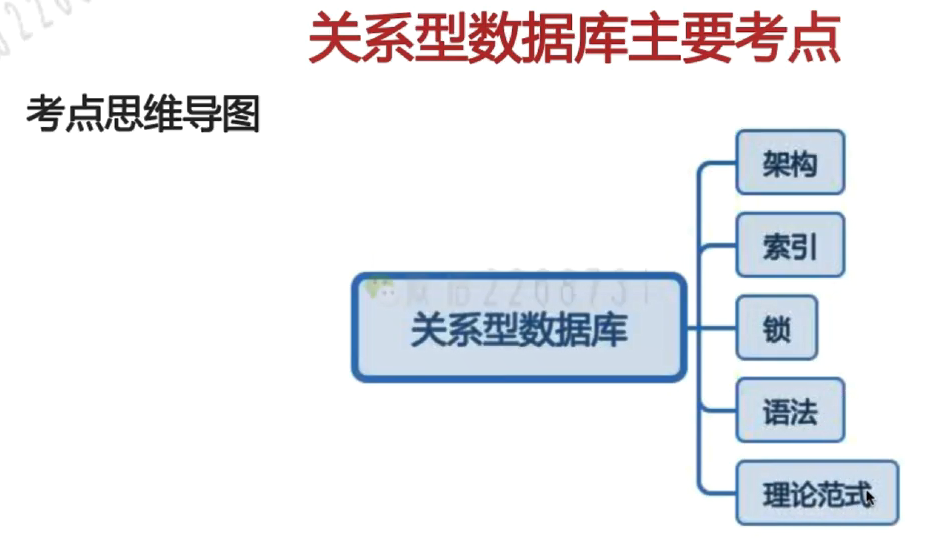 关系型数据库主要考点
考点思维导图
架构
索引
关系型数据库
锁
语法
理论范式